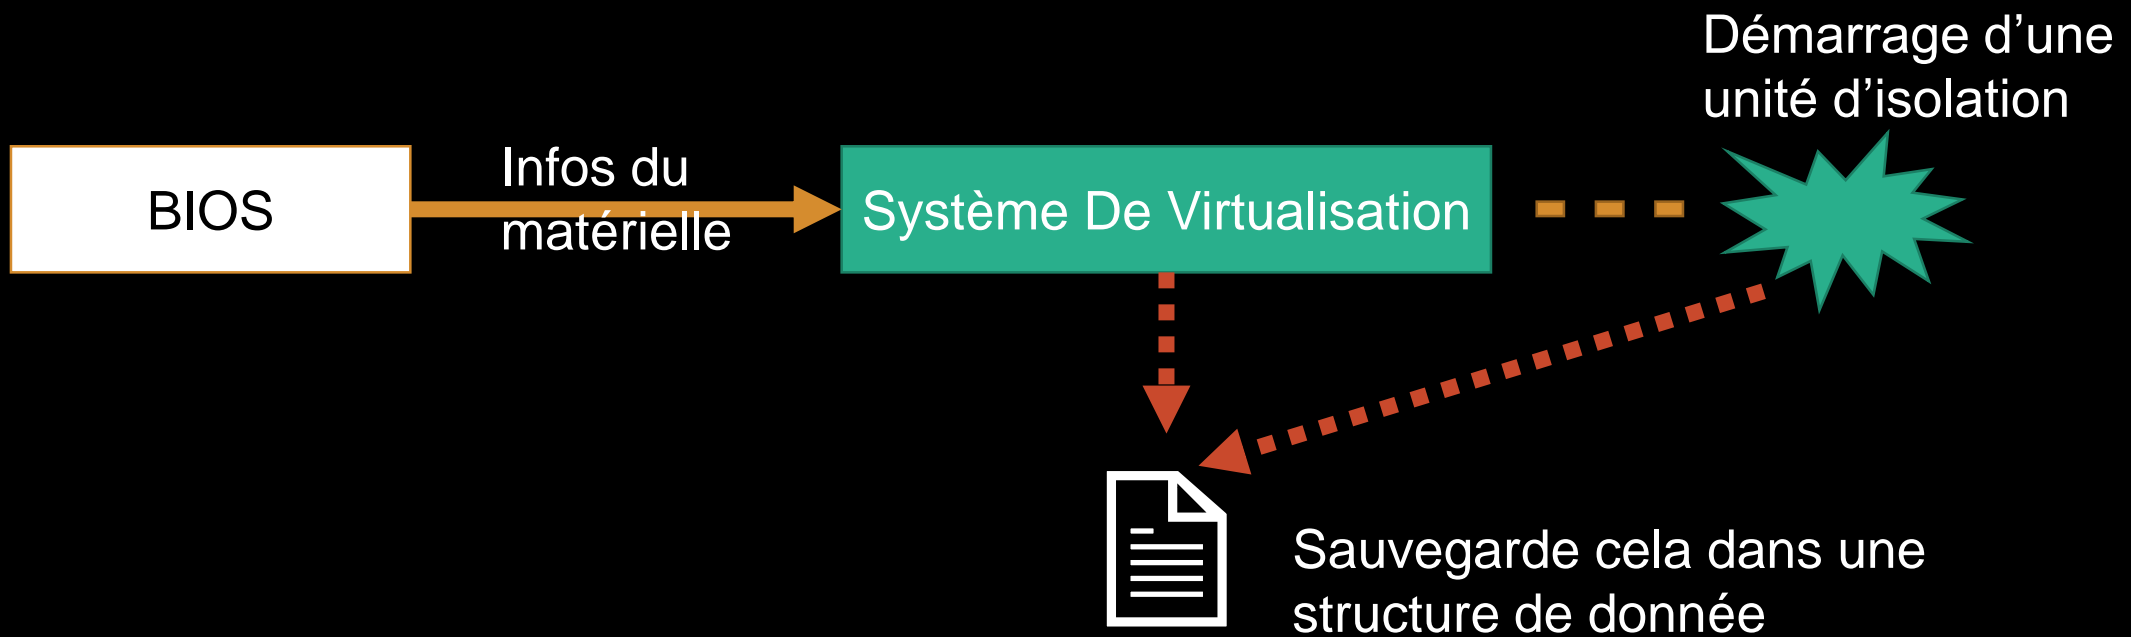 Démarrage d’une
unité d’isolation
BIOS
Infos du
matérielle
Système De Virtualisation
Sauvegarde cela dans une
structure de donnée